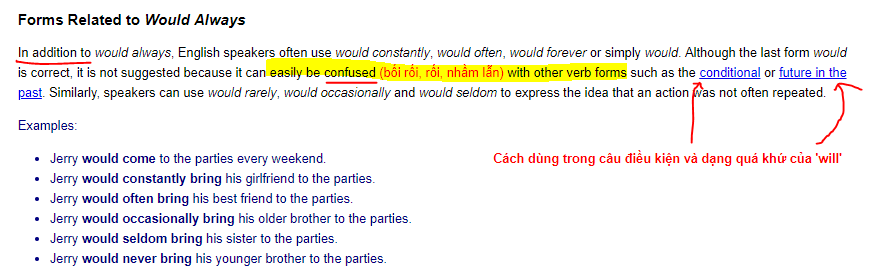 Forms Related to Would Always
In addition to would always, English speakers often use would constantly, would often, would forever or simply would. Although the last form would
is correct, it is not suggested because it can easily be confused (bối rối, rối, nhầm lẫn) with other verb forms such as the conditional or future in the
past. Similarly, speakers can use would rarely, would occasionally and would seldom to express the idea that an action was not often repeated.
Examples:
Cách dùng trong câu điều kiện và dạng quá khứ của 'will'
• Jerry would come to the parties every weekend.
• Jerry would constantly bring his girlfriend to the parties.
• Jerry would often bring his best friend to the parties.
• Jerry would occasionally bring his older brother to the parties.
• Jerry would seldom bring his sister to the parties.
• Jerry would never bring his younger brother to the parties.